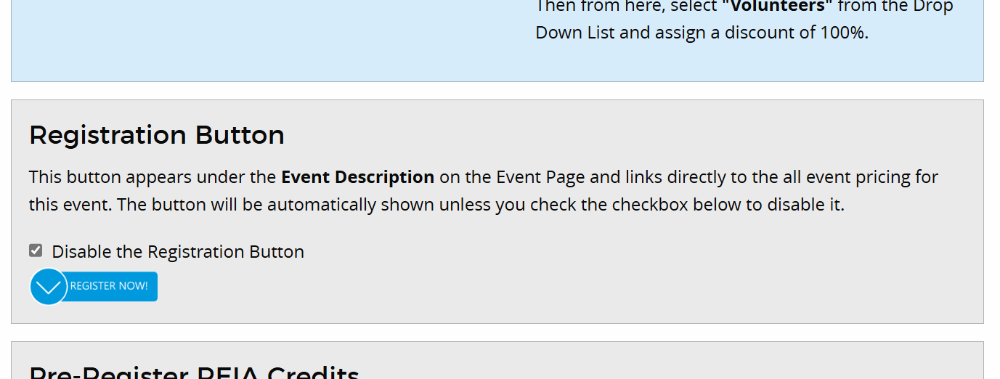 Then from here, select "Volunteers" from the Drop
Down List and assign a discount of 100%.
Registration Button
This button appears under the Event Description on the Event Page and links directly to the all event pricing for
this event. The button will be automatically shown unless you check the checkbox below to disable it.
Disable the Registration Button
REGISTER NOW!
Pre-Register REIA Credits